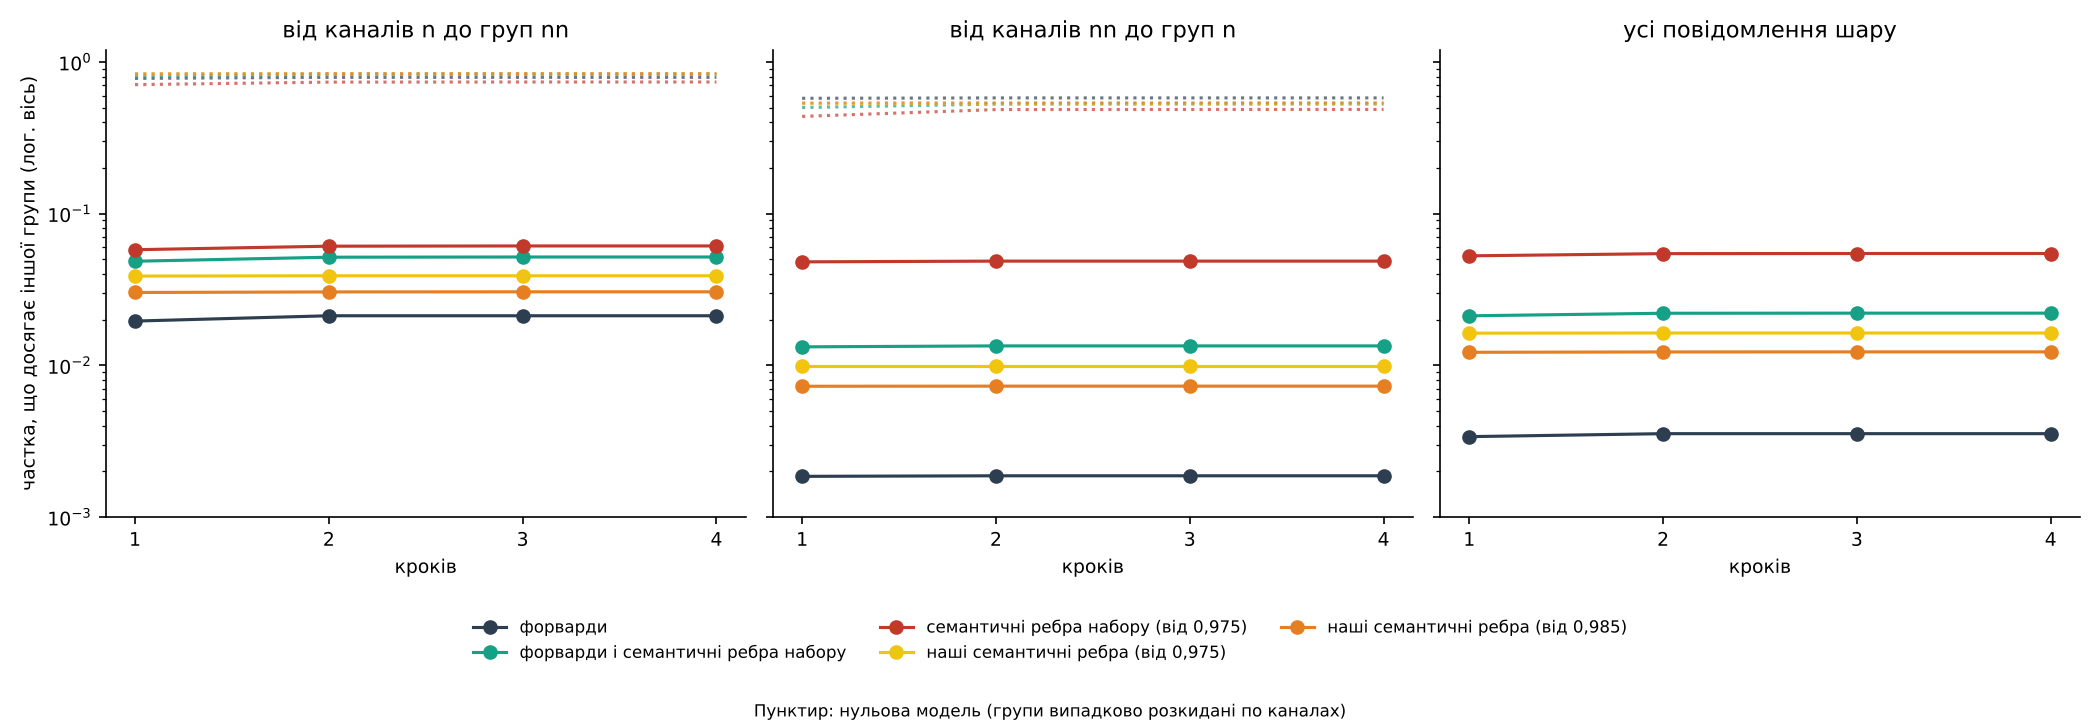 від каналів n до груп nn
від каналів nn до груп n
усі повідомлення шару
частка, що досягає іншої групи (лог. вісь)
10⁰
10⁻¹
10⁻²
10⁻³
1 2 3 4
1 2 3 4
1 2 3 4
кроків
кроків
кроків
форварди
семантичні ребра набору (від 0,975)
наші семантичні ребра (від 0,985)
форварди і семантичні ребра набору
наші семантичні ребра (від 0,975)
Пунктир: нульова модель (групи випадково розкидані по каналах)